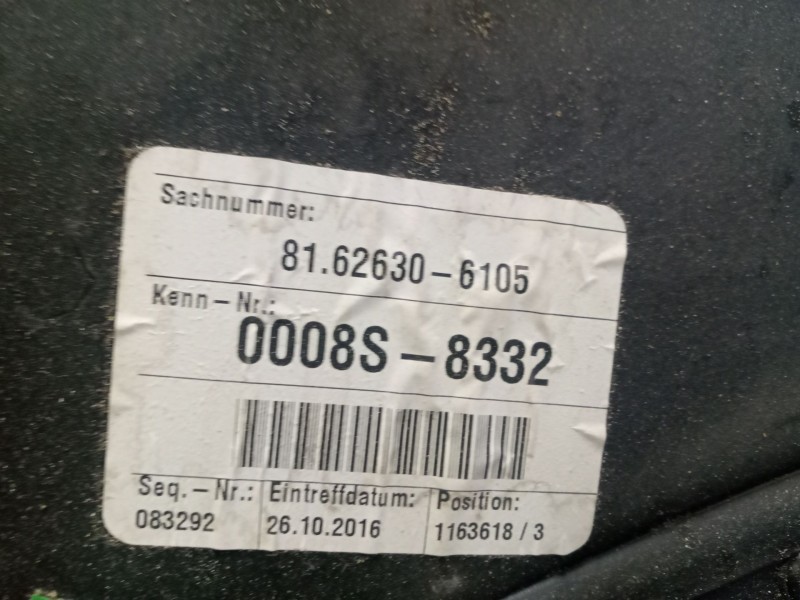 Sachnummer:
81.62630-6105
Kenn-Nr.:
0008S-8332
Seq.-Nr.: Eintreffdatum: Position:
083292 26.10.2016 1163618 / 3